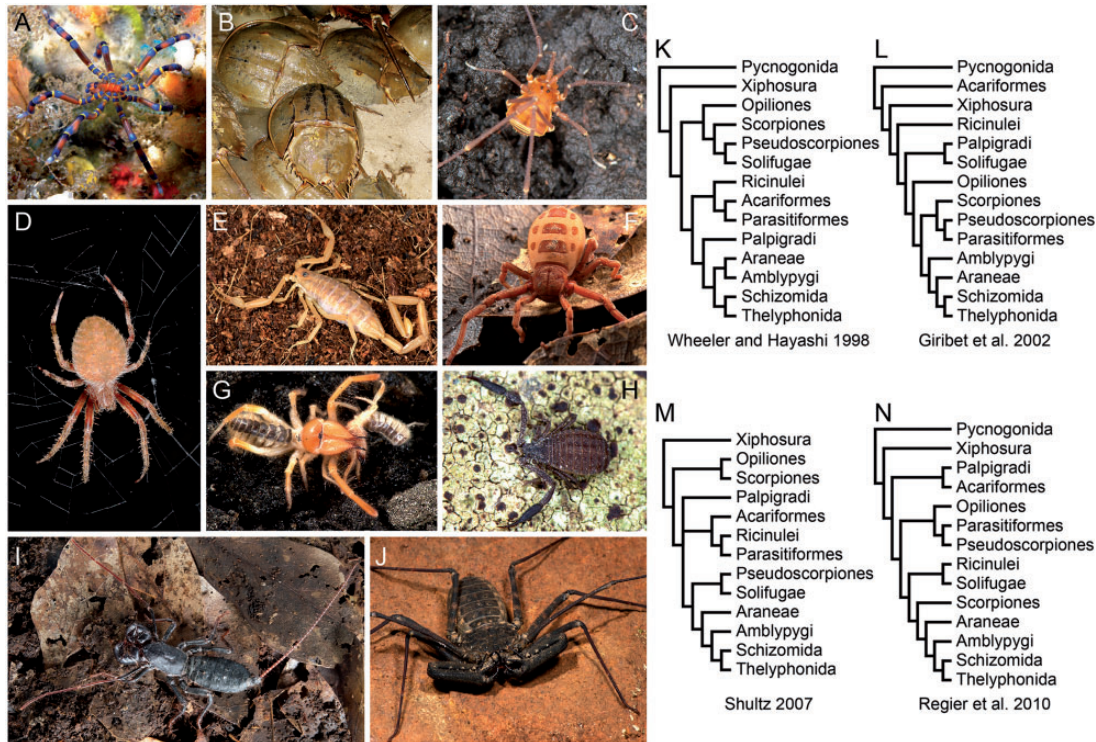 A
B
C
D
E
F
G
H
I
J
K
Pycnogonida
Xiphosura
Opiliones
Scorpiones
Pseudoscorpiones
Solifugae
Ricinulei
Acariformes
Parasitiformes
Palpigradi
Araneae
Amblypygi
Schizomida
Thelyphonida
Wheeler and Hayashi 1998
L
Pycnogonida
Acariformes
Xiphosura
Ricinulei
Palpigradi
Solifugae
Opiliones
Scorpiones
Pseudoscorpiones
Parasitiformes
Amblypygi
Araneae
Schizomida
Thelyphonida
Giribet et al. 2002
M
Xiphosura
Opiliones
Scorpiones
Palpigradi
Acariformes
Ricinulei
Parasitiformes
Pseudoscorpiones
Solifugae
Araneae
Amblypygi
Schizomida
Thelyphonida
Shultz 2007
N
Pycnogonida
Xiphosura
Palpigradi
Acariformes
Opiliones
Parasitiformes
Pseudoscorpiones
Ricinulei
Solifugae
Scorpiones
Araneae
Amblypygi
Schizomida
Thelyphonida
Regier et al. 2010